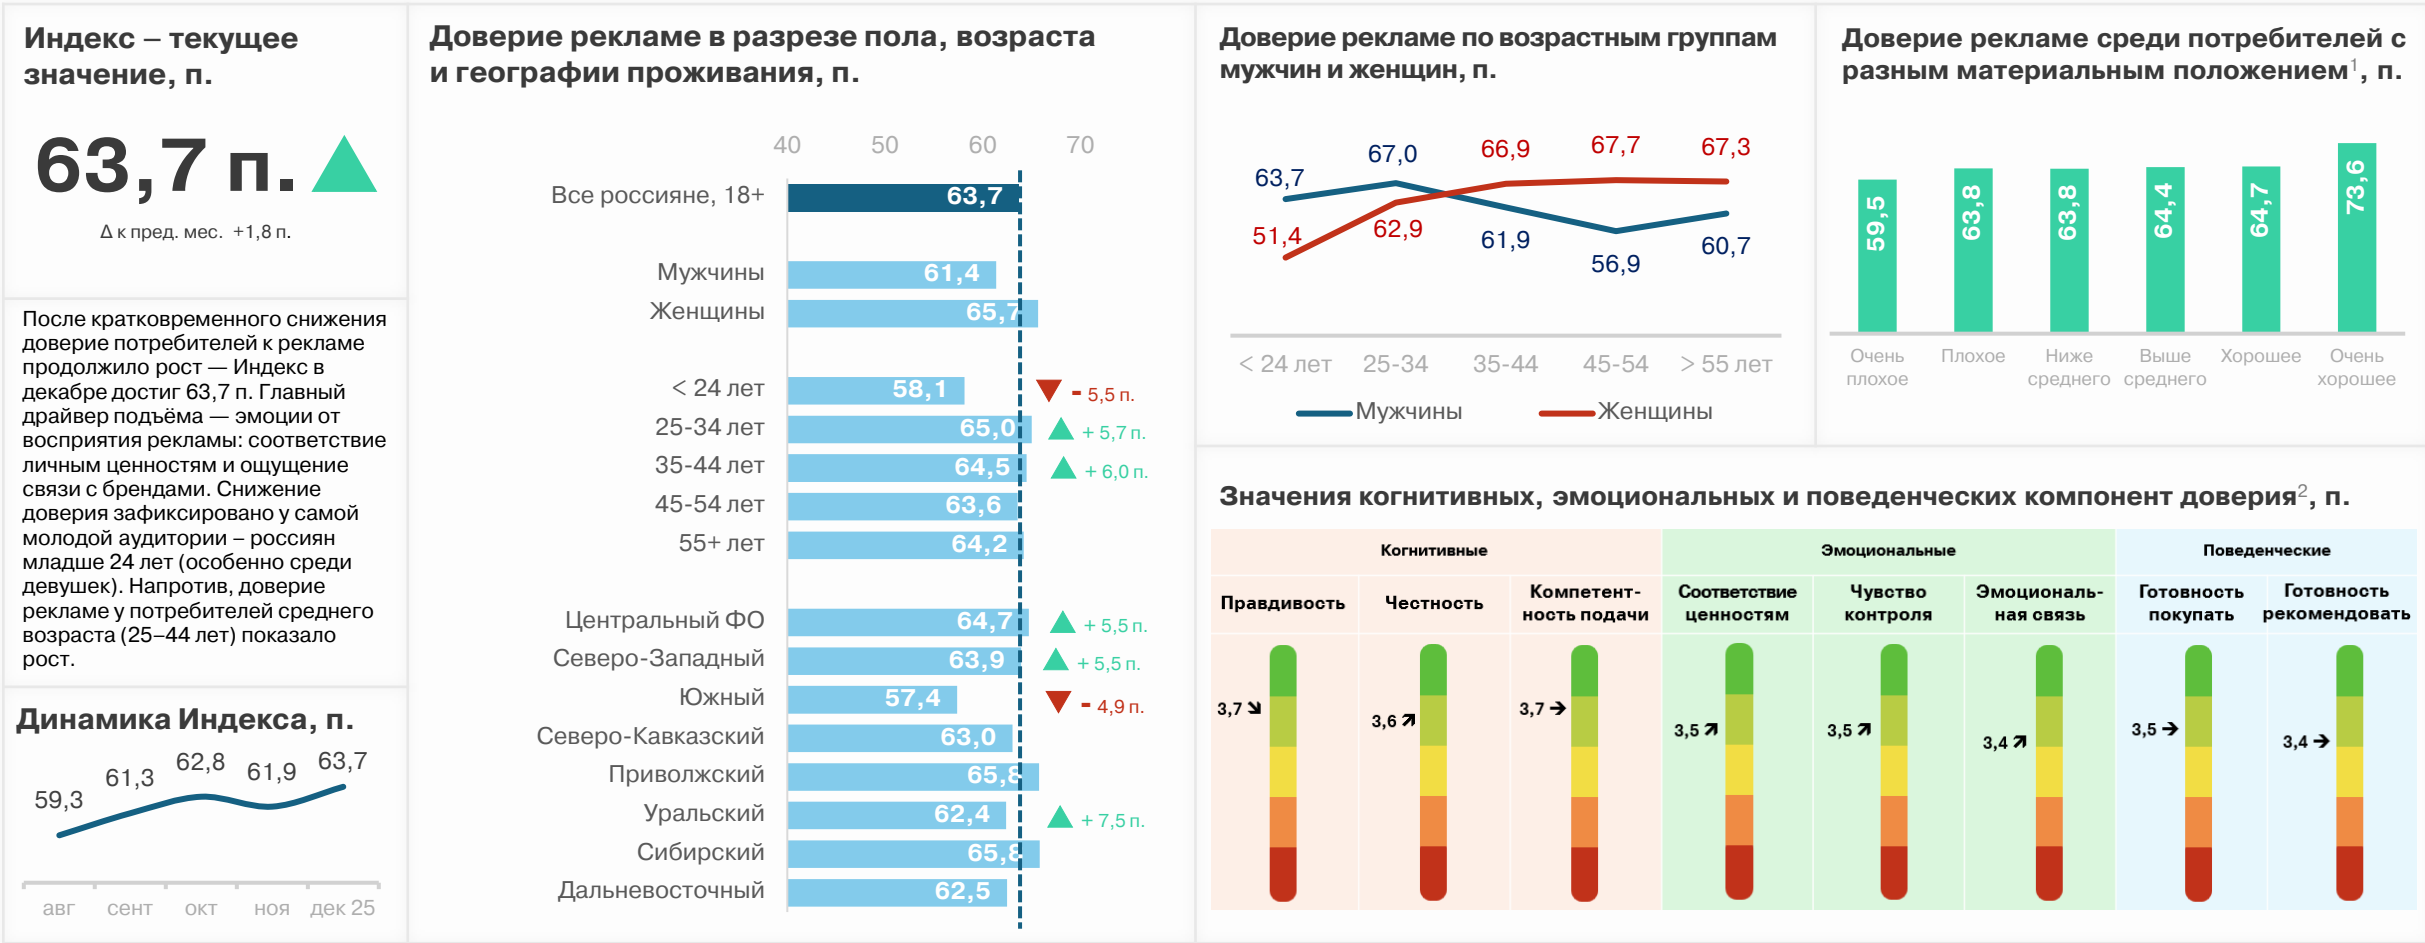 Индекс – текущее
значение, п.
63,7 п.
Δ к пред. мес. +1,8 п.
После кратковременного снижения
доверие потребителей к рекламе
продолжило рост — Индекс в
декабре достиг 63,7 п. Главный
драйвер подъёма — эмоции от
восприятия рекламы: соответствие
личным ценностям и ощущение
связи с брендами. Снижение
доверия зафиксировано у самой
молодой аудитории – россиян
младше 24 лет (особенно среди
девушек). Напротив, доверие
рекламе у потребителей среднего
возраста (25–44 лет) показало
рост.
Динамика Индекса, п.
59,3 61,3 62,8 61,9 63,7
авг сент окт ноя дек 25
Доверие рекламе в разрезе пола, возраста
и географии проживания, п.
40 50 60 70
Все россияне, 18+ 63,7
Мужчины 61,4
Женщины 65,7
< 24 лет 58,1 - 5,5 п.
25-34 лет 65,0 + 5,7 п.
35-44 лет 64,5 + 6,0 п.
45-54 лет 63,6
55+ лет 64,2
Центральный ФО 64,7 + 5,5 п.
Северо-Западный 63,9 + 5,5 п.
Южный 57,4 - 4,9 п.
Северо-Кавказский 63,0
Приволжский 65,8
Уральский 62,4 + 7,5 п.
Сибирский 65,8
Дальневосточный 62,5
Доверие рекламе по возрастным группам
мужчин и женщин, п.
63,7 67,0 66,9 67,7 67,3
51,4 62,9 61,9 56,9 60,7
< 24 лет 25-34 35-44 45-54 > 55 лет
Мужчины Женщины
Доверие рекламе среди потребителей с
разным материальным положением¹, п.
59,5 63,8 63,8 64,4 64,7 73,6
Очень Плохое Ниже Выше Хорошее Очень
плохое среднего среднего хорошее
Значения когнитивных, эмоциональных и поведенческих компонент доверия², п.
Когнитивные Эмоциональные Поведенческие
Правдивость Честность Компетент- Соответствие Чувство Эмоциональ- Готовность Готовность
ность подачи ценностям контроля ная связь покупать рекомендовать
3,7 ↘ 3,6 ↗ 3,7 → 3,5 ↗ 3,5 ↗ 3,4 ↗ 3,5 → 3,4 →